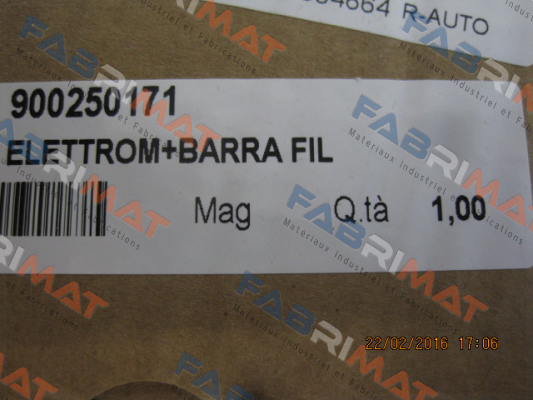 R-AUTO
900250171
ELETTROM+BARRA FIL
Mag Q.tà 1,00
22/02/2016 17:06
FABRIMAT
Materiaux Industriel et Fabrications